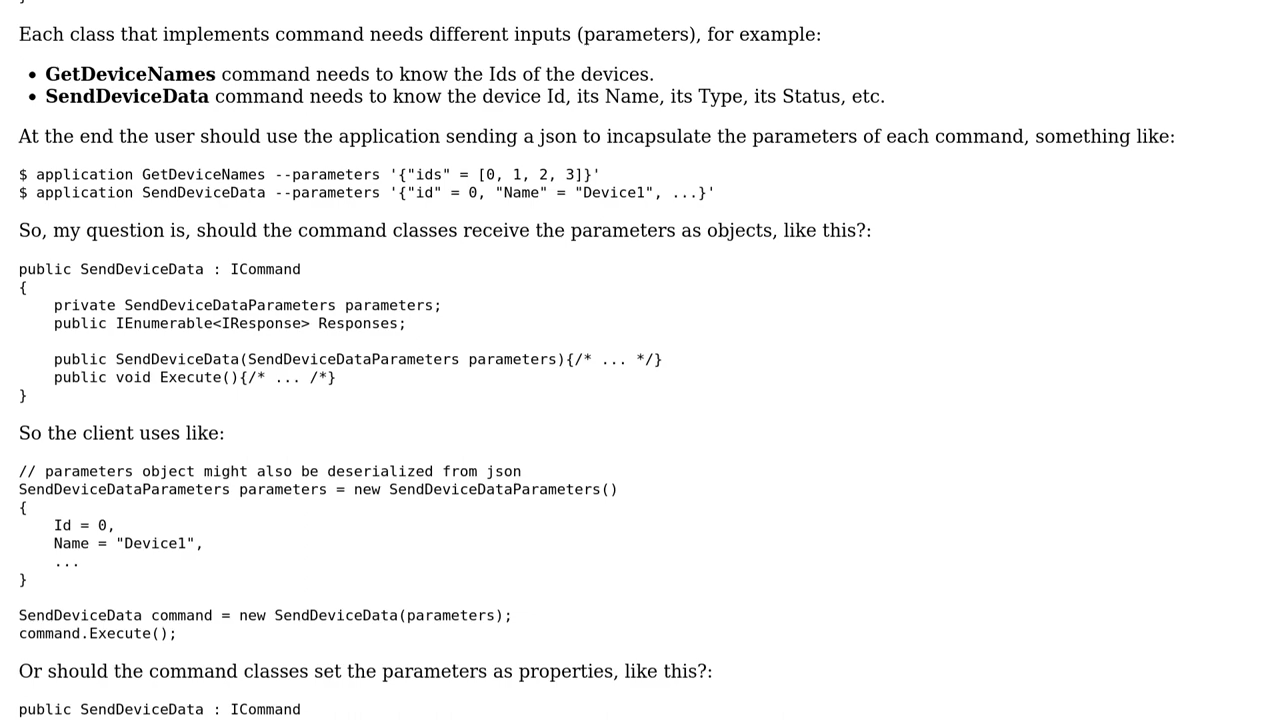 Each class that implements command needs different inputs (parameters), for example:
• GetDeviceNames command needs to know the Ids of the devices.
• SendDeviceData command needs to know the device Id, its Name, its Type, its Status, etc.
At the end the user should use the application sending a json to incapsulate the parameters of each command, something like:
$ application GetDeviceNames --parameters '{"ids" = [0, 1, 2, 3]}'
$ application SendDeviceData --parameters '{"id" = 0, "Name" = "Device1", ...}'
So, my question is, should the command classes receive the parameters as objects, like this?:
public SendDeviceData : ICommand
{
    private SendDeviceDataParameters parameters;
    public IEnumerable<IResponse> Responses;
    public SendDeviceData(SendDeviceDataParameters parameters){/* ... */}
    public void Execute(){/* ... /*}
}
So the client uses like:
// parameters object might also be deserialized from json
SendDeviceDataParameters parameters = new SendDeviceDataParameters()
{
    Id = 0,
    Name = "Device1",
    ...
}
SendDeviceData command = new SendDeviceData(parameters);
command.Execute();
Or should the command classes set the parameters as properties, like this?:
public SendDeviceData : ICommand